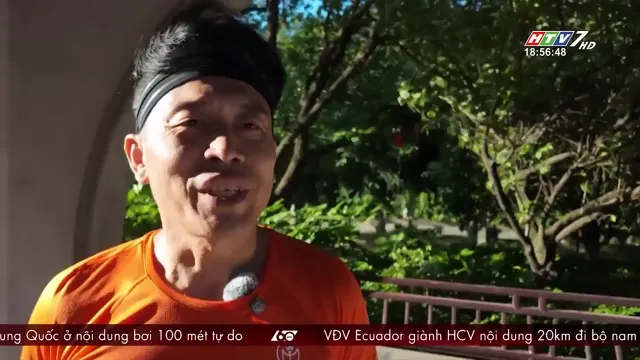 HTV7 HD
18:56:48
ung Quốc ở nội dung bơi 100 mét tự do 60 VĐV Ecuador giành HCV nội dung 20km đi bộ nam